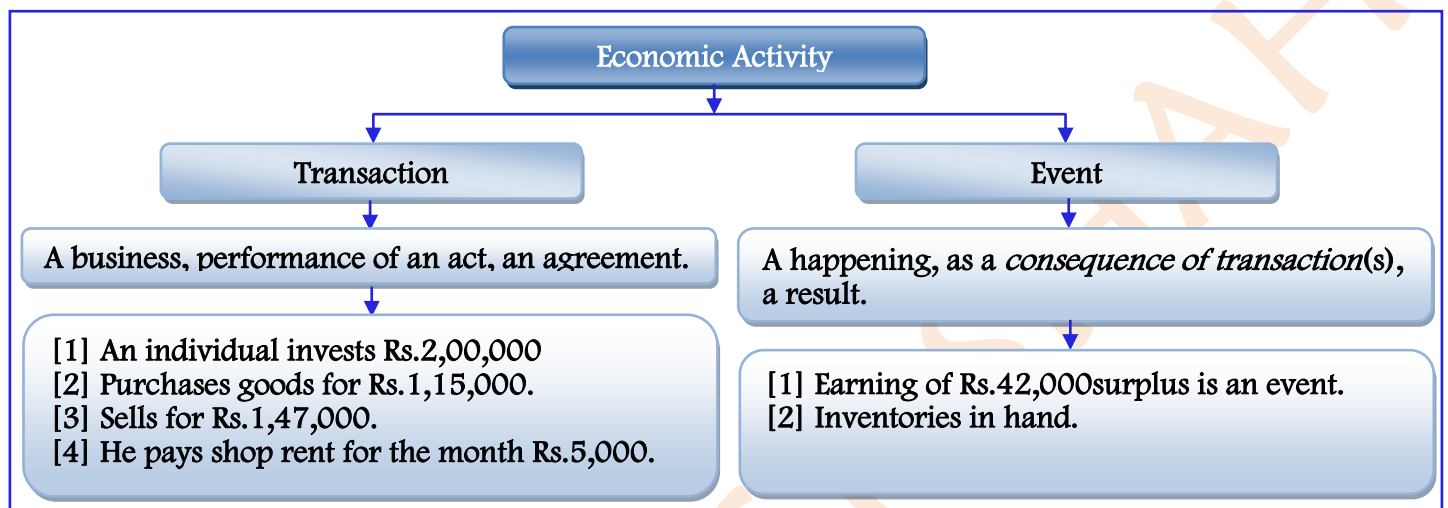 Economic Activity
Transaction
Event
A business, performance of an act, an agreement.
A happening, as a consequence of transaction(s),
a result.
[1] An individual invests Rs.2,00,000
[2] Purchases goods for Rs.1,15,000.
[3] Sells for Rs.1,47,000.
[4] He pays shop rent for the month Rs.5,000.
[1] Earning of Rs.42,000surplus is an event.
[2] Inventories in hand.